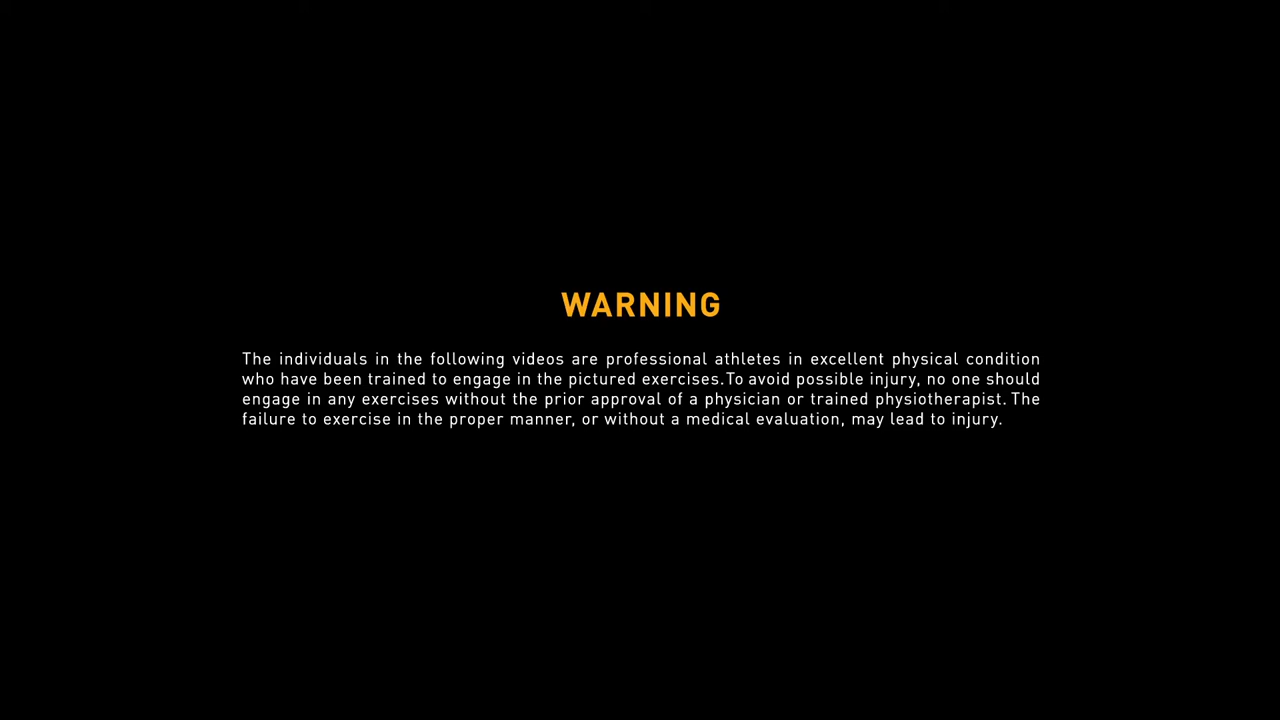 WARNING
The individuals in the following videos are professional athletes in excellent physical condition
who have been trained to engage in the pictured exercises. To avoid possible injury, no one should
engage in any exercises without the prior approval of a physician or trained physiotherapist. The
failure to exercise in the proper manner, or without a medical evaluation, may lead to injury.